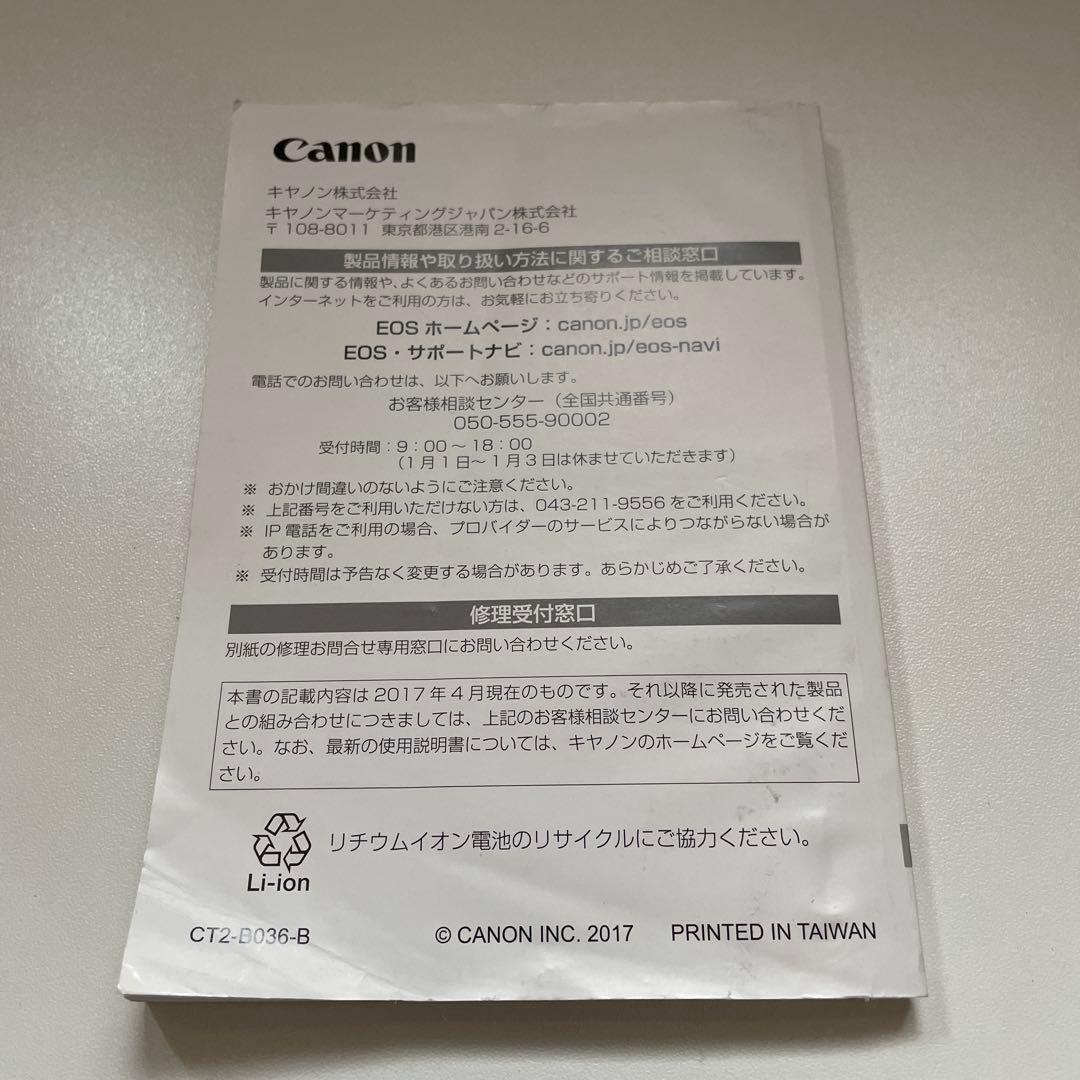 Canon
キヤノン株式会社
キヤノンマーケティングジャパン株式会社
〒108-8011 東京都港区港南2-16-6
製品情報や取り扱い方法に関するご相談窓口
製品に関する情報や、よくあるお問い合わせなどのサポート情報を掲載しています。
インターネットをご利用の方は、お気軽にお立ち寄りください。
EOS ホームページ：canon.jp/eos
EOS・サポートナビ：canon.jp/eos-navi
電話でのお問い合わせは、以下へお願いします。
お客様相談センター（全国共通番号）
050-555-90002
受付時間：9：00～18：00
（1月1日～1月3日は休ませていただきます）
※ おかけ間違いのないようにご注意ください。
※ 上記番号をご利用いただけない方は、043-211-9556をご利用ください。
※ IP電話をご利用の場合、プロバイダーのサービスによりつながらない場合が
あります。
※ 受付時間は予告なく変更する場合があります。あらかじめご了承ください。
修理受付窓口
別紙の修理お問合せ専用窓口にお問い合わせください。
本書の記載内容は2017年4月現在のものです。それ以降に発売された製品
との組み合わせにつきましては、上記のお客様相談センターにお問い合わせくだ
さい。なお、最新の使用説明書については、キヤノンのホームページをご覧くだ
さい。
リチウムイオン電池のリサイクルにご協力ください。
Li-ion
CT2-B036-B © CANON INC. 2017 PRINTED IN TAIWAN